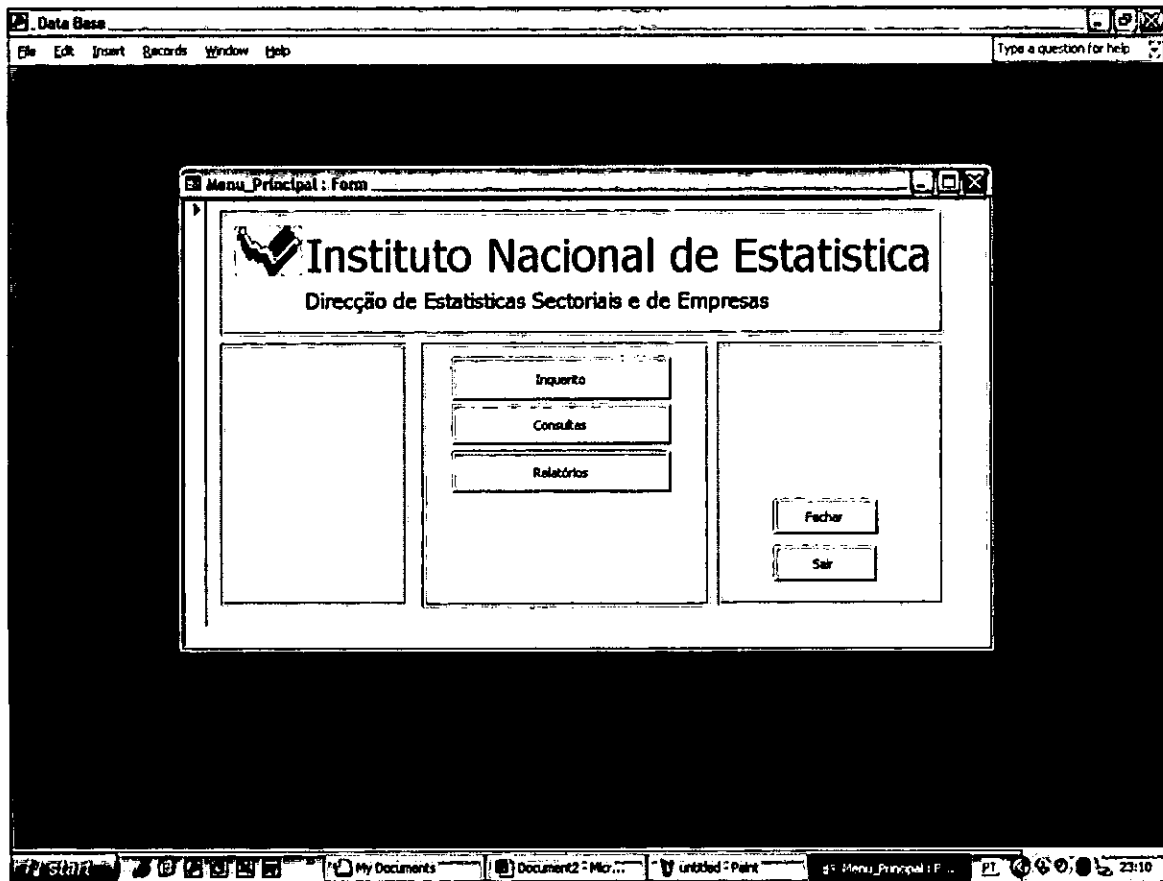 Data Base
File Edit Insert Records Window Help
Type a question for help
Menu_Principal : Form
Instituto Nacional de Estatistica
Direcção de Estatisticas Sectoriais e de Empresas
Inquerito
Consultas
Relatórios
Fechar
Sair
start
My Documents
Document2 - Micr...
untitled - Paint
Menu_Principal : F...
PT
23:10